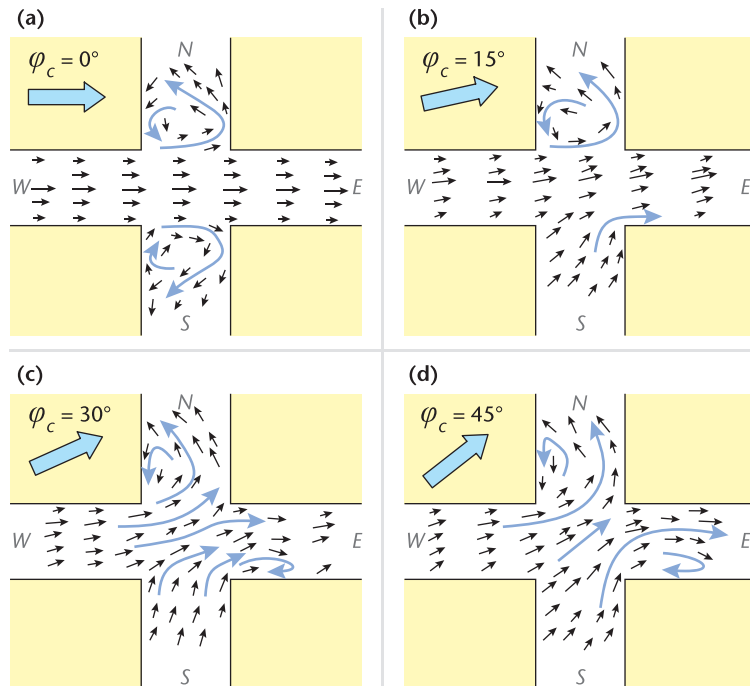 (a)
N
φc = 0°
W
E
S
(b)
N
φc = 15°
W
E
S
(c)
N
φc = 30°
W
E
S
(d)
N
φc = 45°
W
E
S